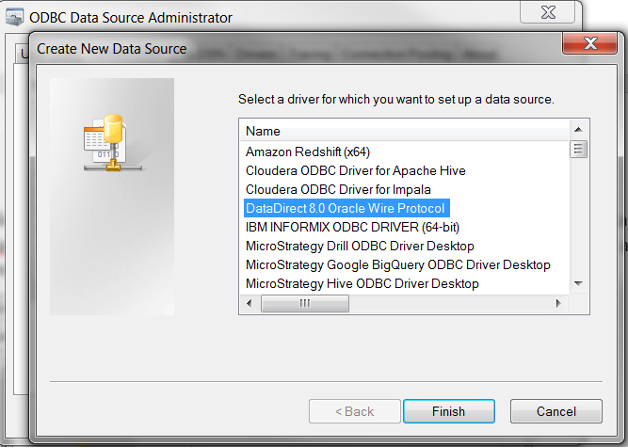 ODBC Data Source Administrator
Create New Data Source
Select a driver for which you want to set up a data source.
Name
Amazon Redshift (x64)
Cloudera ODBC Driver for Apache Hive
Cloudera ODBC Driver for Impala
DataDirect 8.0 Oracle Wire Protocol
IBM INFORMIX ODBC DRIVER (64-bit)
MicroStrategy Drill ODBC Driver Desktop
MicroStrategy Google BigQuery ODBC Driver Desktop
MicroStrategy Hive ODBC Driver Desktop
< Back Finish Cancel